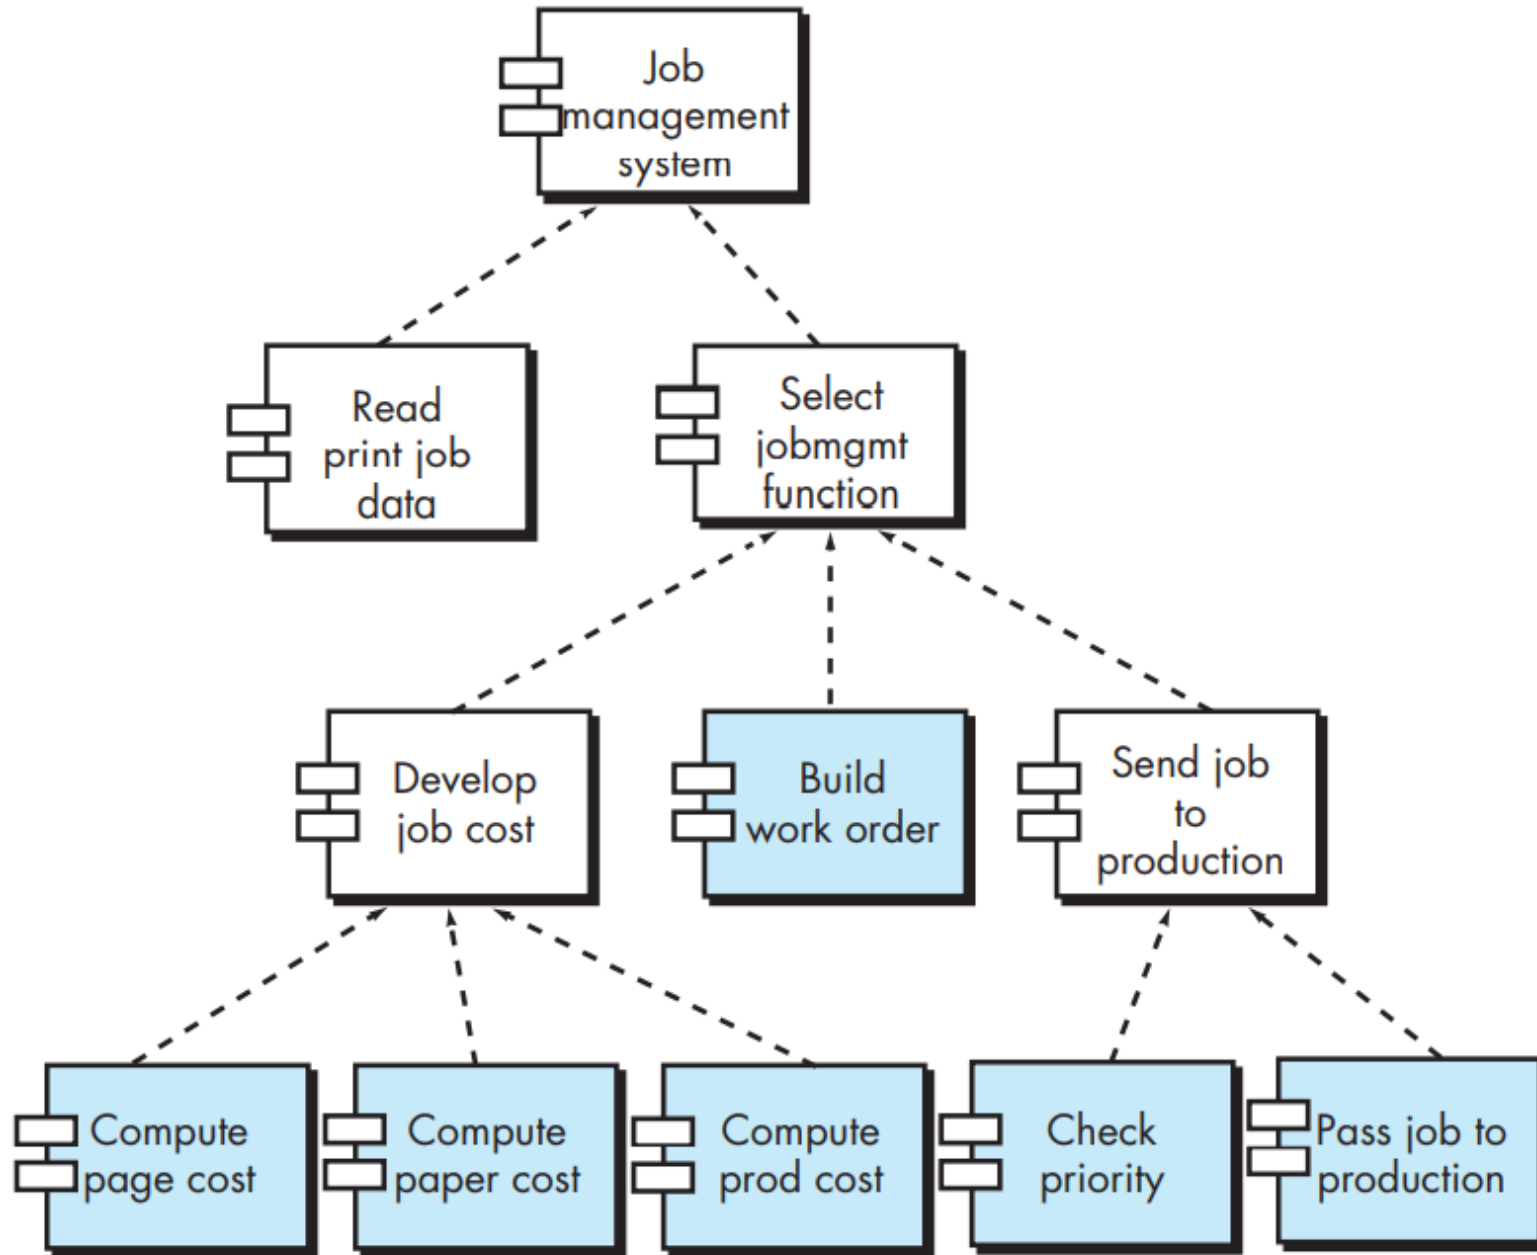 Job
management
system
Read
print job
data
Select
jobmgmt
function
Develop
job cost
Build
work order
Send job
to
production
Compute
page cost
Compute
paper cost
Compute
prod cost
Check
priority
Pass job to
production